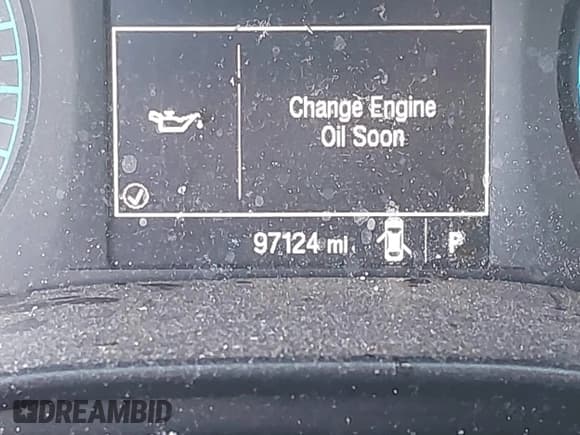 Change Engine
Oil Soon
97124 mi
P
DREAMBID